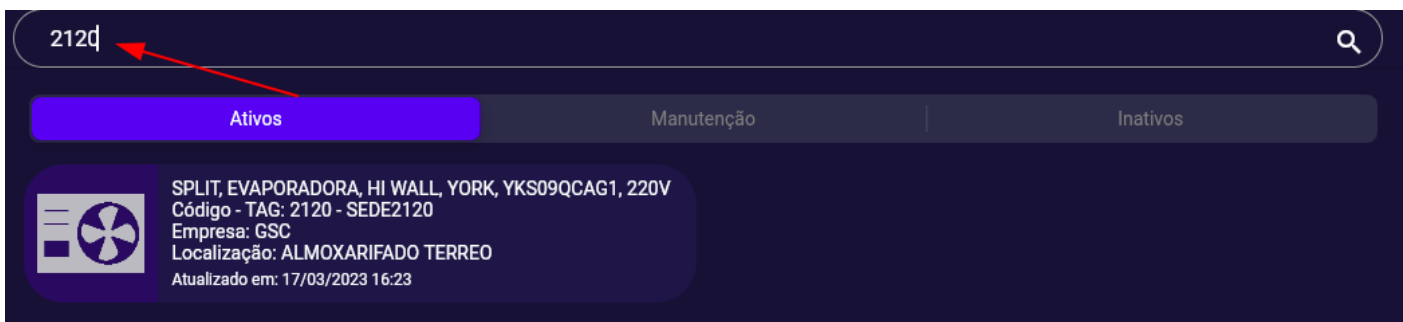 2120
Ativos
Manutenção
Inativos
SPLIT, EVAPORADORA, HI WALL, YORK, YKS09QCAG1, 220V
Código - TAG: 2120 - SEDE2120
Empresa: GSC
Localização: ALMOXARIFADO TERREO
Atualizado em: 17/03/2023 16:23